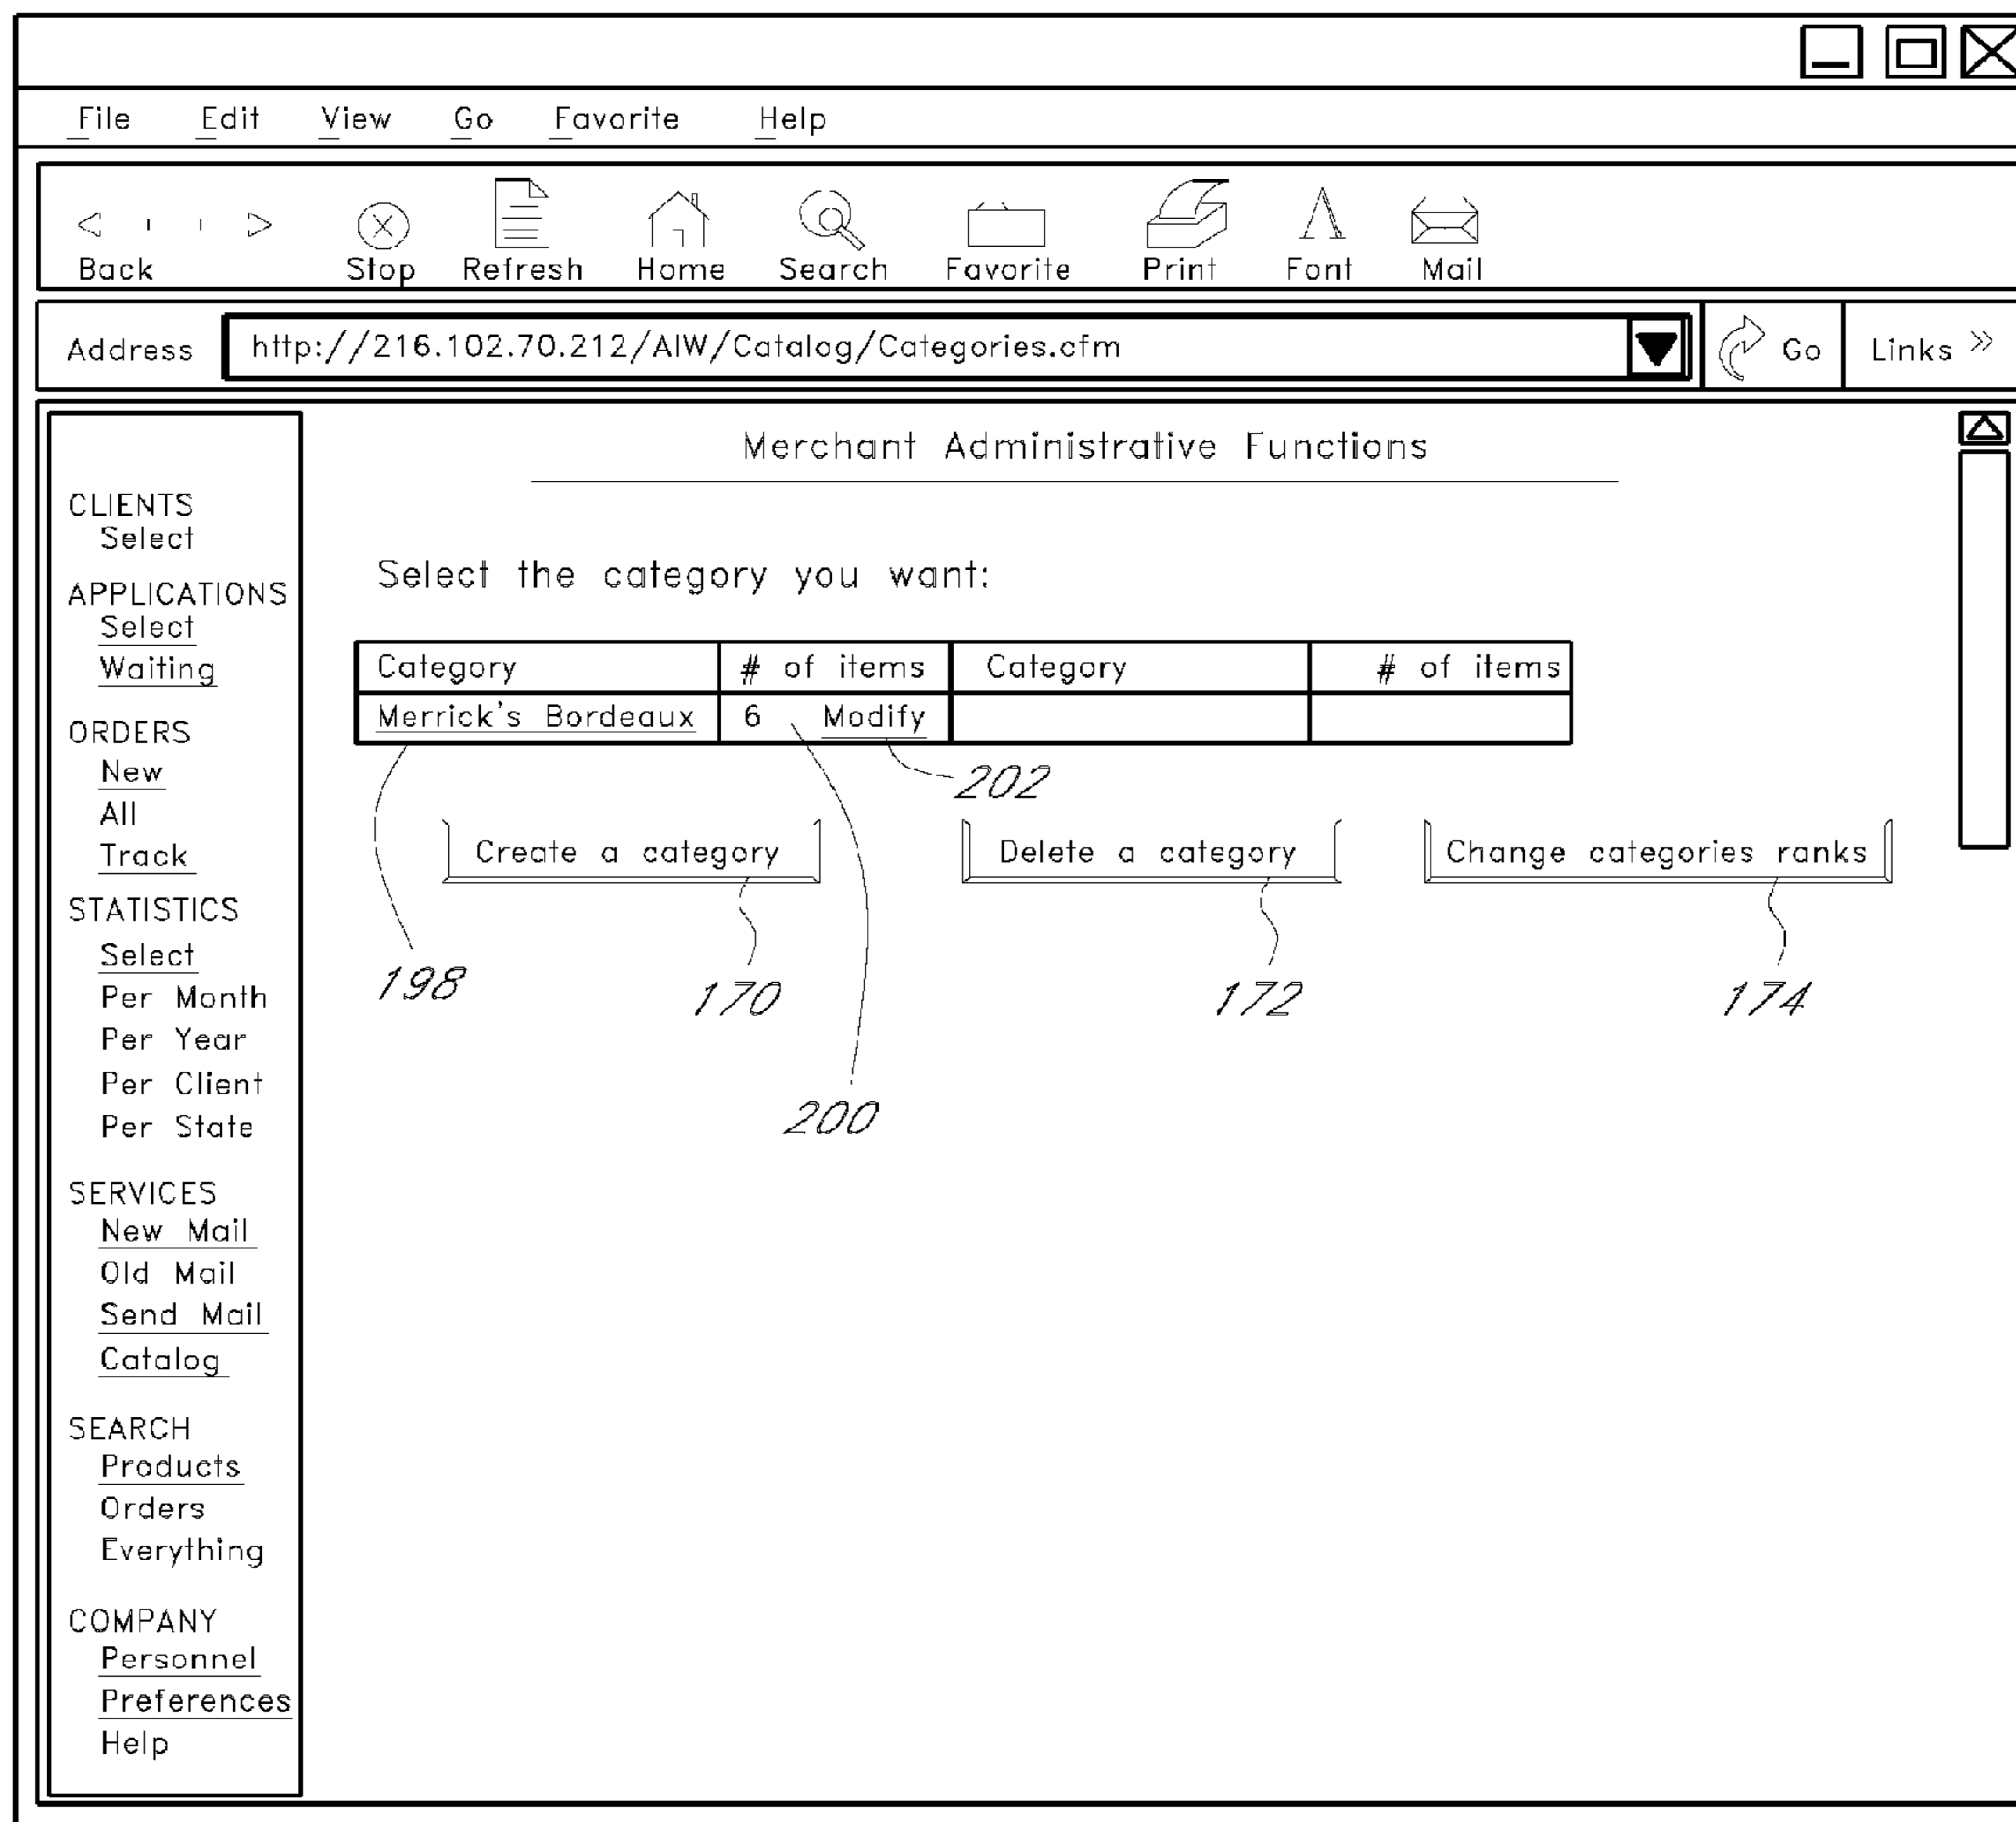 File Edit View Go Favorite Help
Back Stop Refresh Home Search Favorite Print Font Mail
Address http://216.102.70.212/AIW/Catalog/Categories.cfm Go Links »
Merchant Administrative Functions
CLIENTS
Select
APPLICATIONS
Select
Waiting
ORDERS
New
All
Track
STATISTICS
Select
Per Month
Per Year
Per Client
Per State
SERVICES
New Mail
Old Mail
Send Mail
Catalog
SEARCH
Products
Orders
Everything
COMPANY
Personnel
Preferences
Help
Select the category you want:
Category # of items Category # of items
Merrick's Bordeaux 6 Modify
202
Create a category Delete a category Change categories ranks
198 170 172 174
200